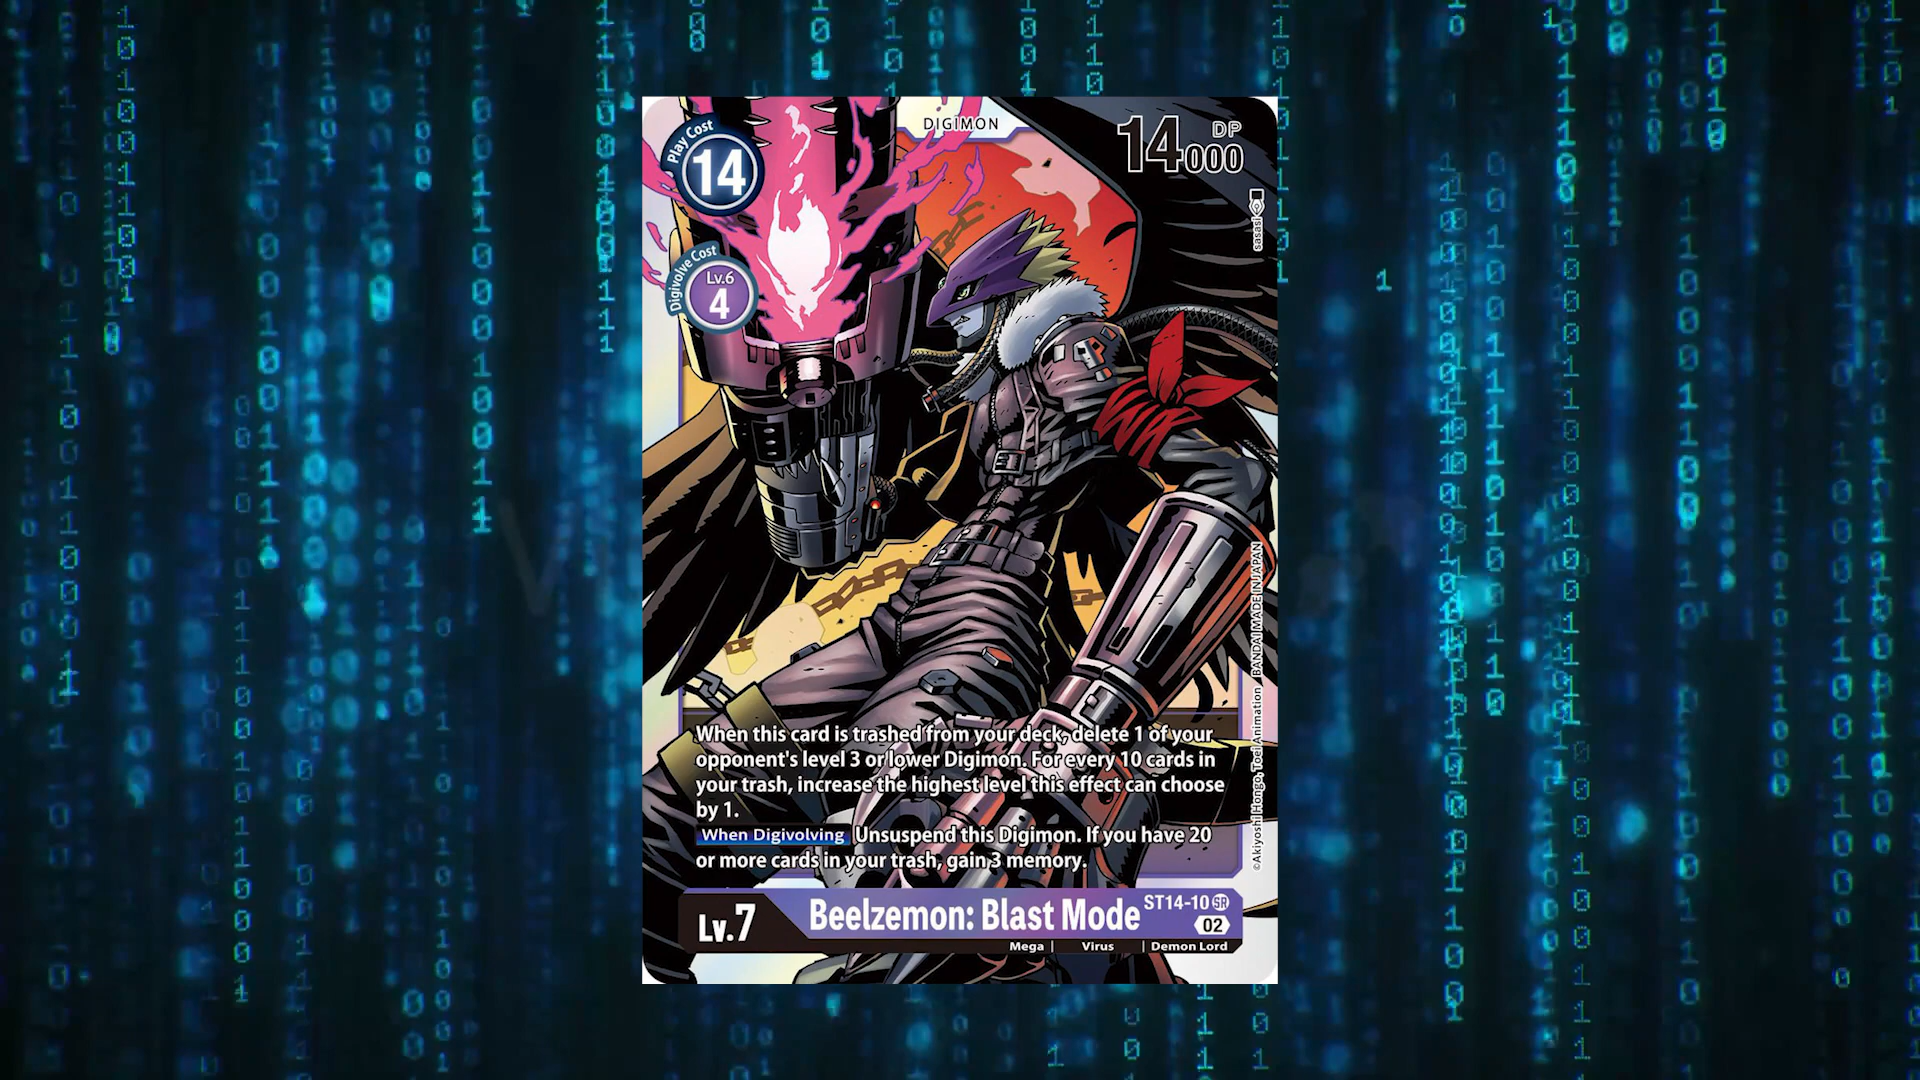 DIGIMON
Play Cost
14
14000
DP
Digivolve Cost
Lv.6
4
sasasi
©Akiyoshi Hongo, Toei Animation BANDAI MADE IN JAPAN
When this card is trashed from your deck, delete 1 of your
opponent's level 3 or lower Digimon. For every 10 cards in
your trash, increase the highest level this effect can choose
by 1.
When Digivolving Unsuspend this Digimon. If you have 20
or more cards in your trash, gain 3 memory.
Lv.7
Beelzemon: Blast Mode
ST14-10 SR
02
Mega | Virus | Demon Lord